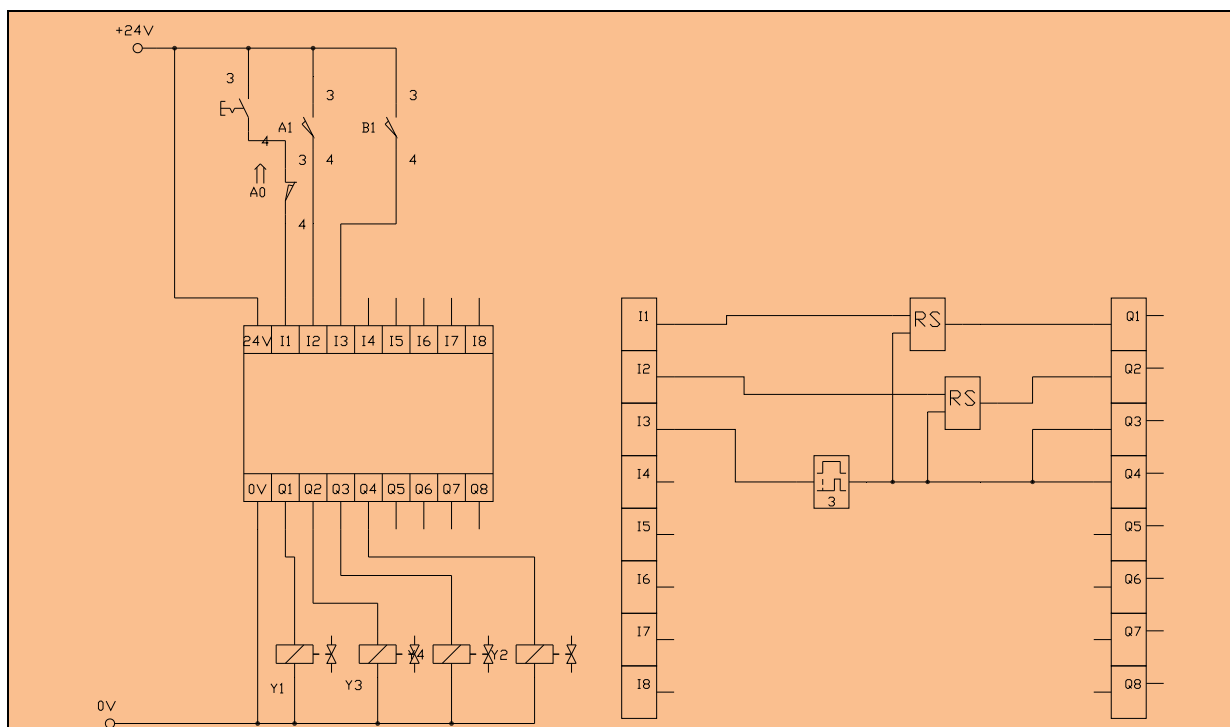 +24V
3
3
3
A1
B1
4
3
4
4
A0
4
24V I1 I2 I3 I4 I5 I6 I7 I8
0V Q1 Q2 Q3 Q4 Q5 Q6 Q7 Q8
Y4
Y2
Y1
Y3
0V
I1
RS
Q1
I2
RS
Q2
I3
Q3
I4
3
Q4
I5
Q5
I6
Q6
I7
Q7
I8
Q8